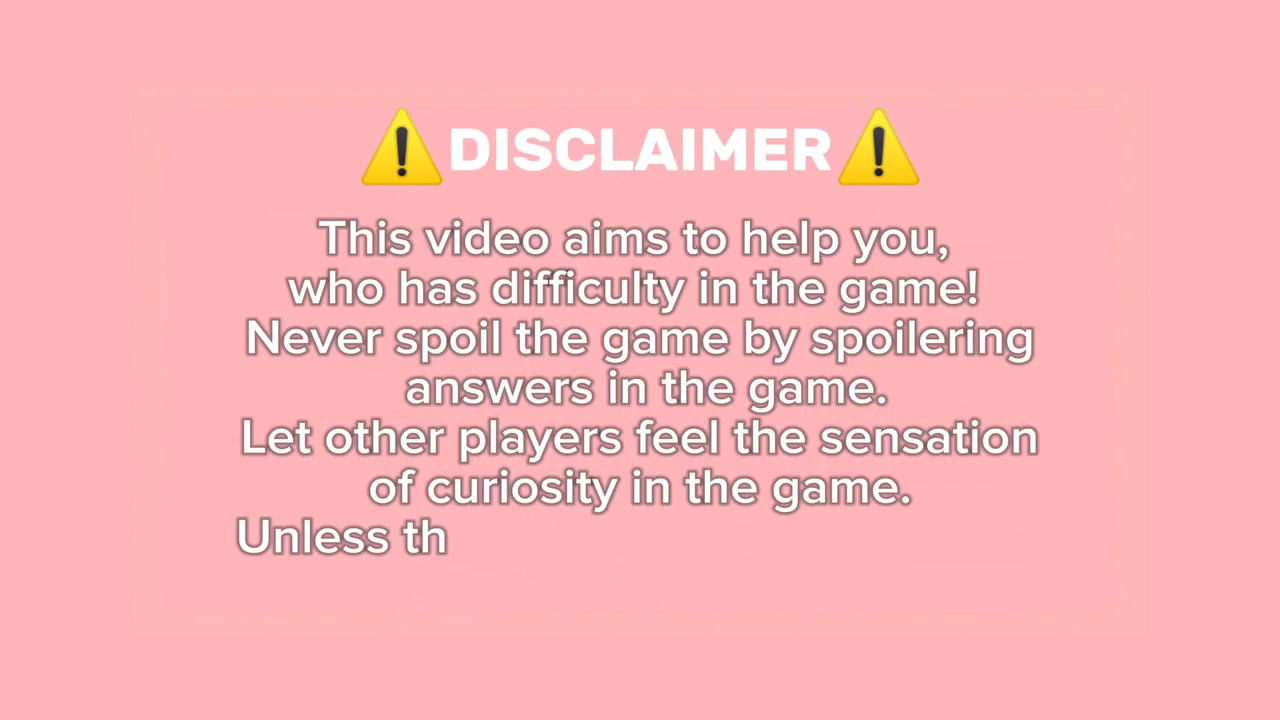 ⚠️DISCLAIMER⚠️
This video aims to help you,
who has difficulty in the game!
Never spoil the game by spoilering
answers in the game.
Let other players feel the sensation
of curiosity in the game.
Unless th